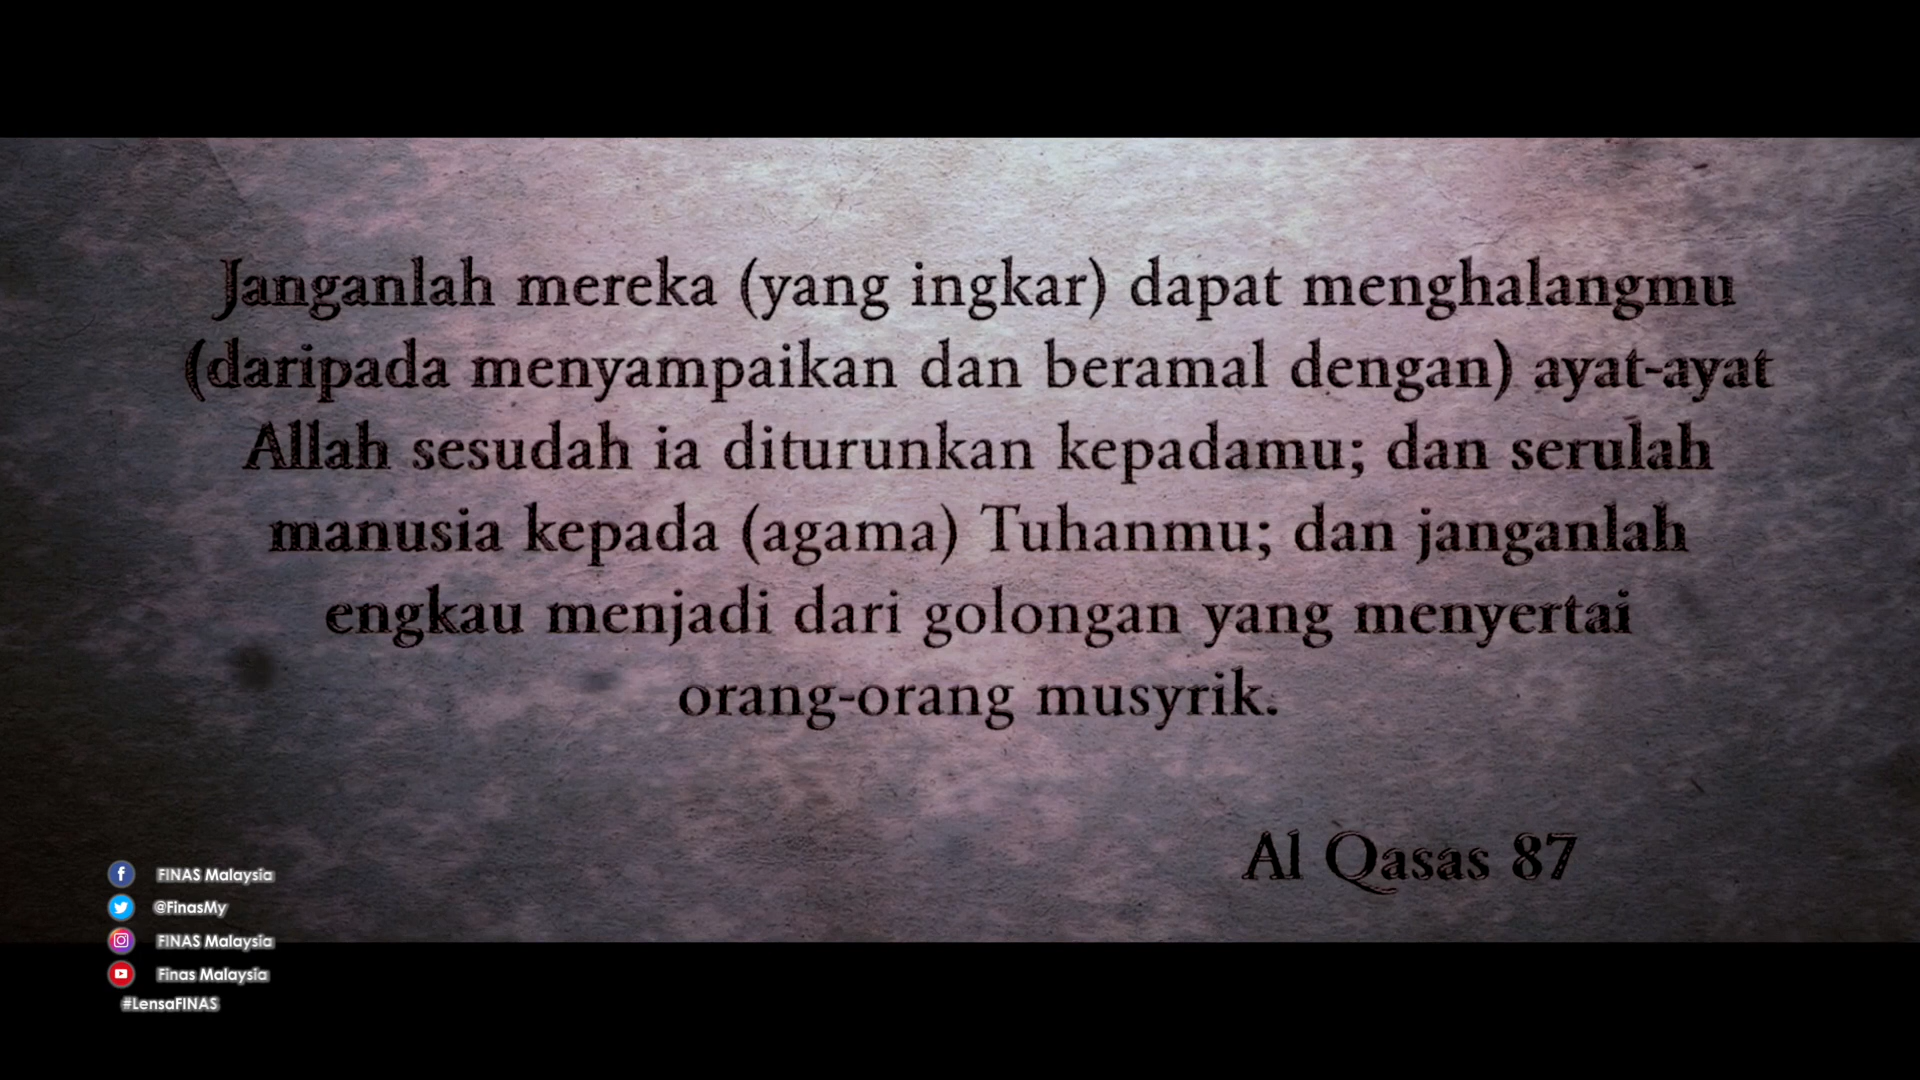 Janganlah mereka (yang ingkar) dapat menghalangmu
(daripada menyampaikan dan beramal dengan) ayat-ayat
Allah sesudah ia diturunkan kepadamu; dan serulah
manusia kepada (agama) Tuhanmu; dan janganlah
engkau menjadi dari golongan yang menyertai
orang-orang musyrik.
Al Qasas 87
FINAS Malaysia
@FinasMy
FINAS Malaysia
Finas Malaysia
#LensaFINAS